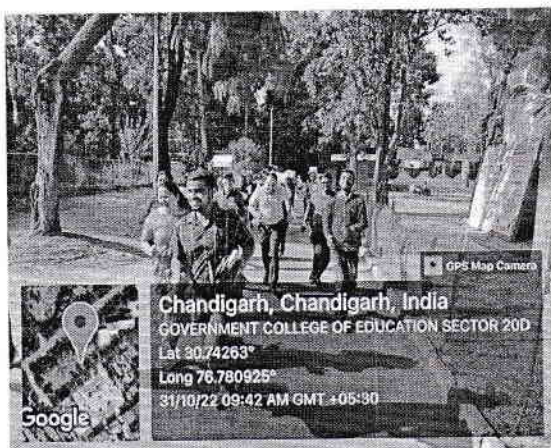 GPS Map Camera
Chandigarh, Chandigarh, India
GOVERNMENT COLLEGE OF EDUCATION SECTOR 20D
Lat 30.74263°
Long 76.780925°
31/10/22 09:42 AM GMT +05:30
Google